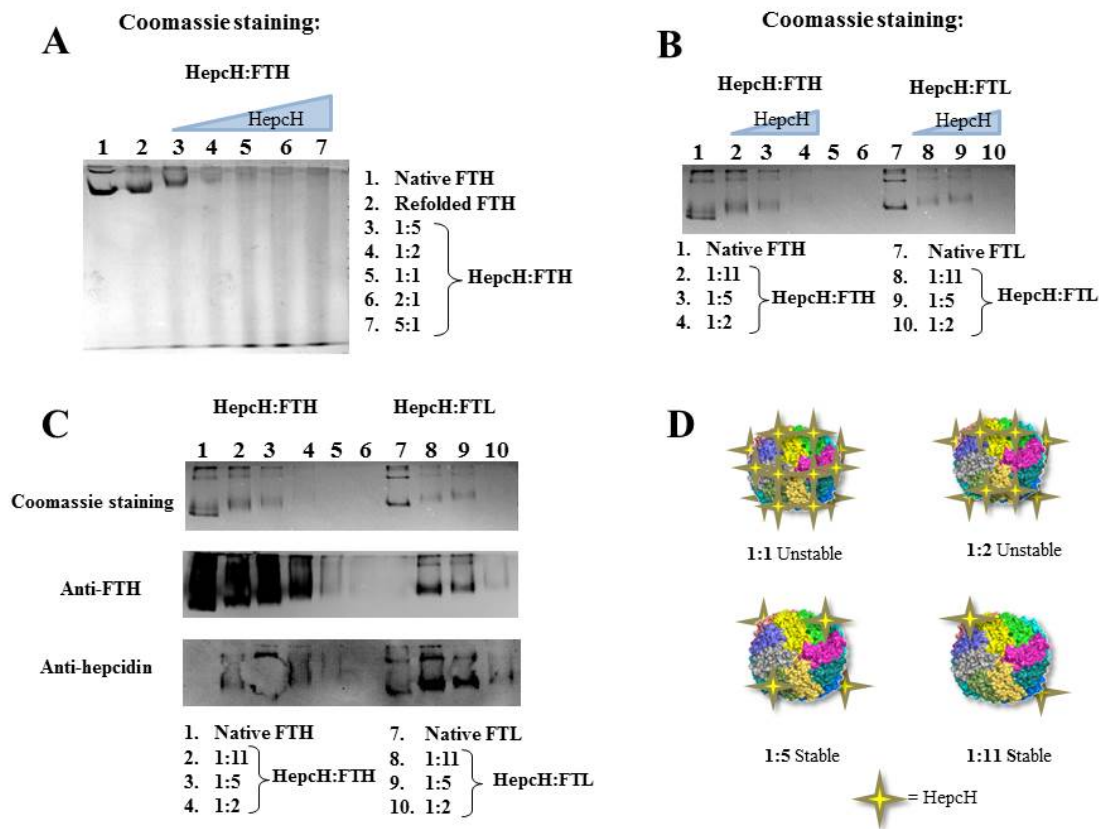 A
Coomassie staining:
HepcH:FTH
HepcH
1 2 3 4 5 6 7
1. Native FTH
2. Refolded FTH
3. 1:5
4. 1:2
5. 1:1
6. 2:1
7. 5:1
HepcH:FTH
B
Coomassie staining:
HepcH:FTH HepcH:FTL
HepcH HepcH
1 2 3 4 5 6 7 8 9 10
1. Native FTH
2. 1:11
3. 1:5
4. 1:2
HepcH:FTH
7. Native FTL
8. 1:11
9. 1:5
10. 1:2
HepcH:FTL
C
HepcH:FTH HepcH:FTL
1 2 3 4 5 6 7 8 9 10
Coomassie staining
Anti-FTH
Anti-hepcidin
1. Native FTH
2. 1:11
3. 1:5
4. 1:2
HepcH:FTH
7. Native FTL
8. 1:11
9. 1:5
10. 1:2
HepcH:FTL
D
1:1 Unstable
1:2 Unstable
1:5 Stable
1:11 Stable
= HepcH